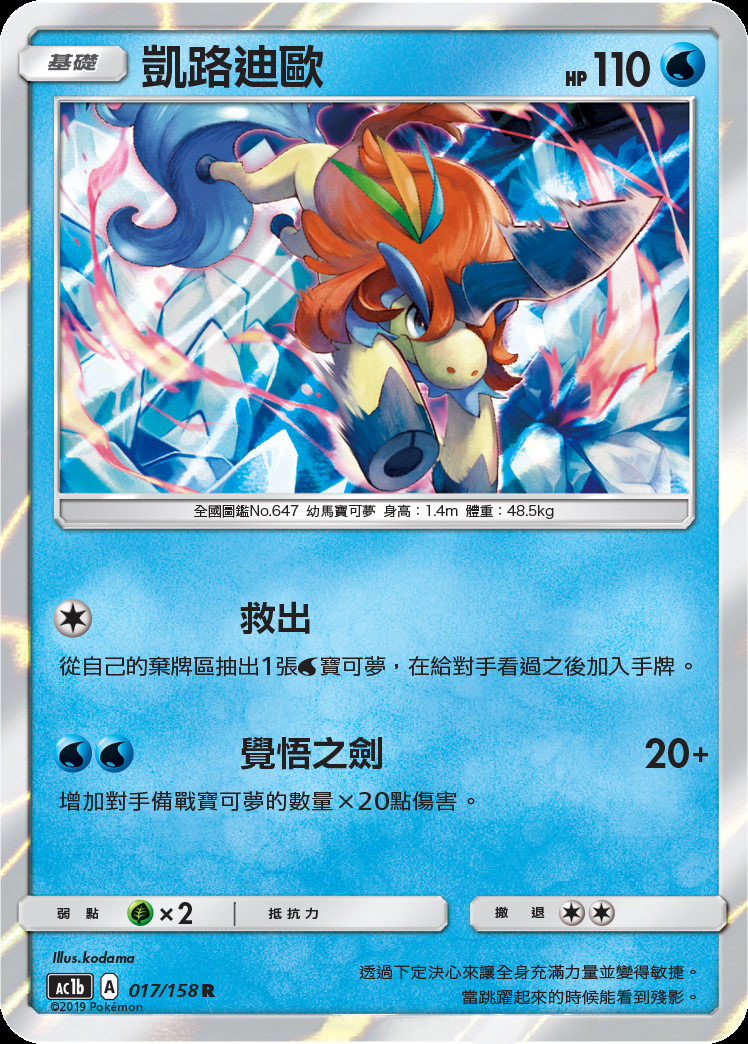 基礎 凱路迪歐 HP 110
全國圖鑑No.647 幼馬寶可夢 身高：1.4m 體重：48.5kg
救出
從自己的棄牌區抽出1張寶可夢，在給對手看過之後加入手牌。
覺悟之劍 20+
增加對手備戰寶可夢的數量×20點傷害。
弱點 ×2 抵抗力 撤退
Illus.kodama
透過下定決心來讓全身充滿力量並變得敏捷。
AC1b A 017/158 R
當跳躍起來的時候能看到殘影。
©2019 Pokémon